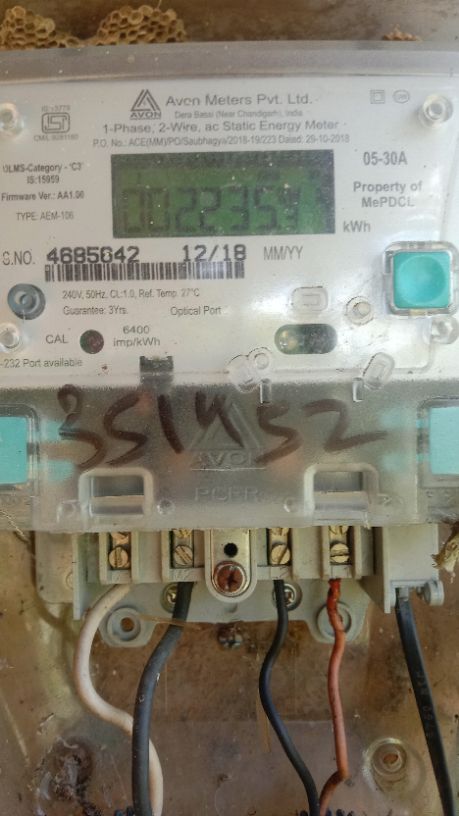 AVON
Avon Meters Pvt. Ltd.
Dera Bassi (Near Chandigarh), India
1-Phase, 2-Wire, ac Static Energy Meter
P.O. No.: ACE(MM)/PO/Saubhagya/2018-19/223 Dated: 29-10-2018
DLMS-Category - 'C3'
IS:15959
Firmware Ver.: AA1.06
TYPE: AEM-106
05-30A
Property of
MePDCL
kWh
S.NO. 4685042 12/18 MM/YY
240V, 50Hz, CL:1.0, Ref. Temp. 27°C
Guarantee: 3Yrs. Optical Port
CAL 6400
imp/kWh
-232 Port available
351452
AVON